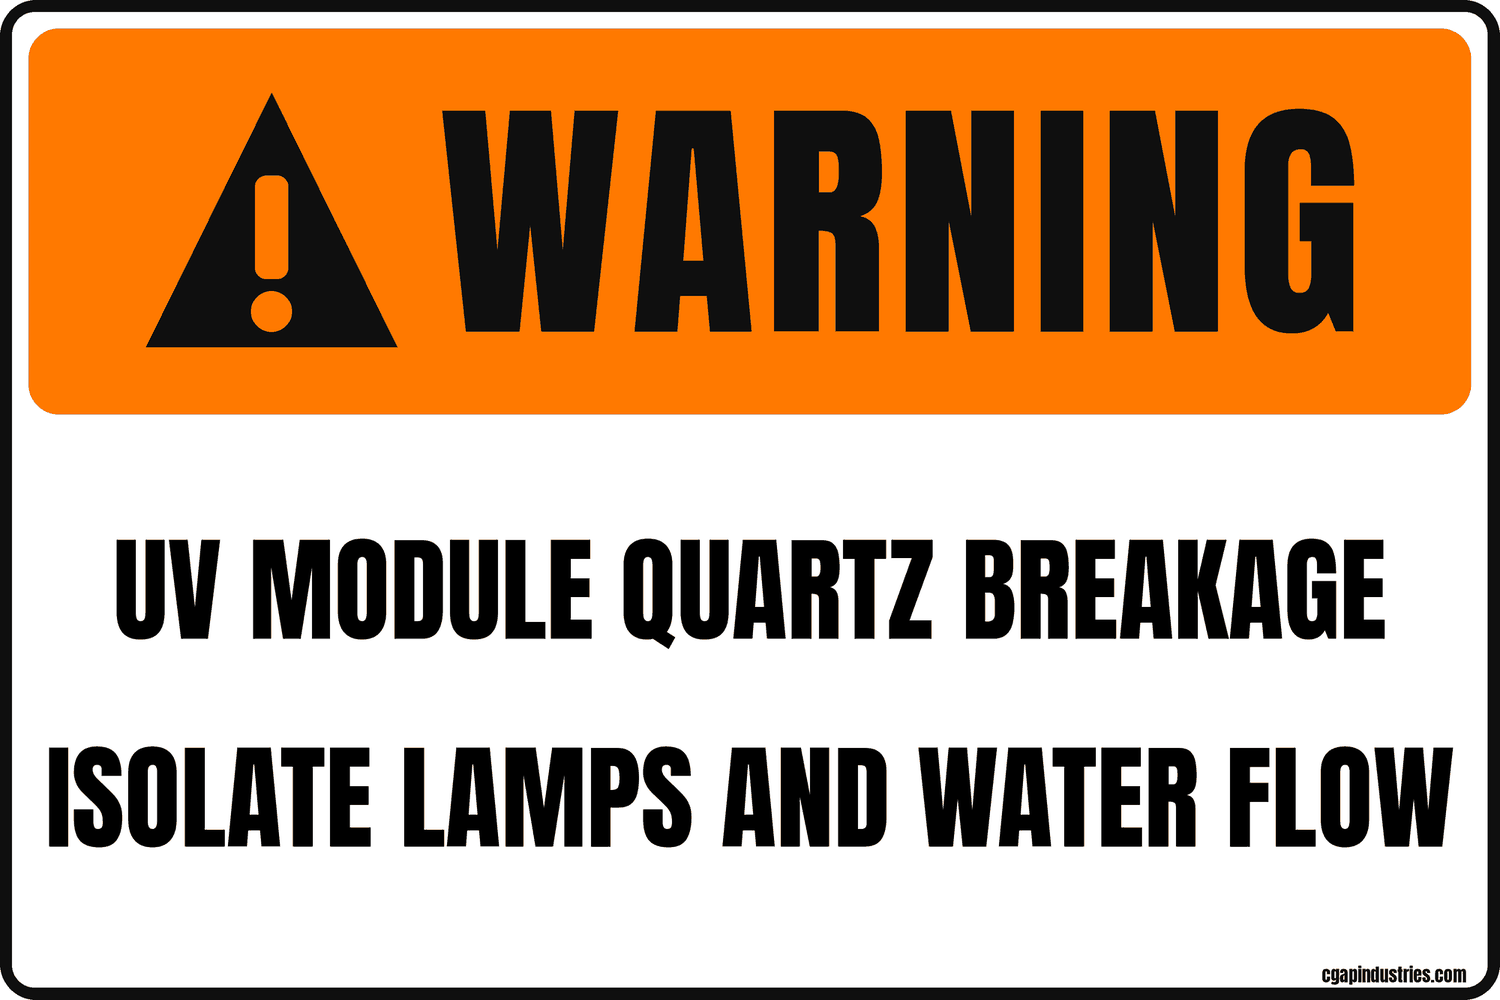 WARNING
UV MODULE QUARTZ BREAKAGE
ISOLATE LAMPS AND WATER FLOW
cgapindustries.com